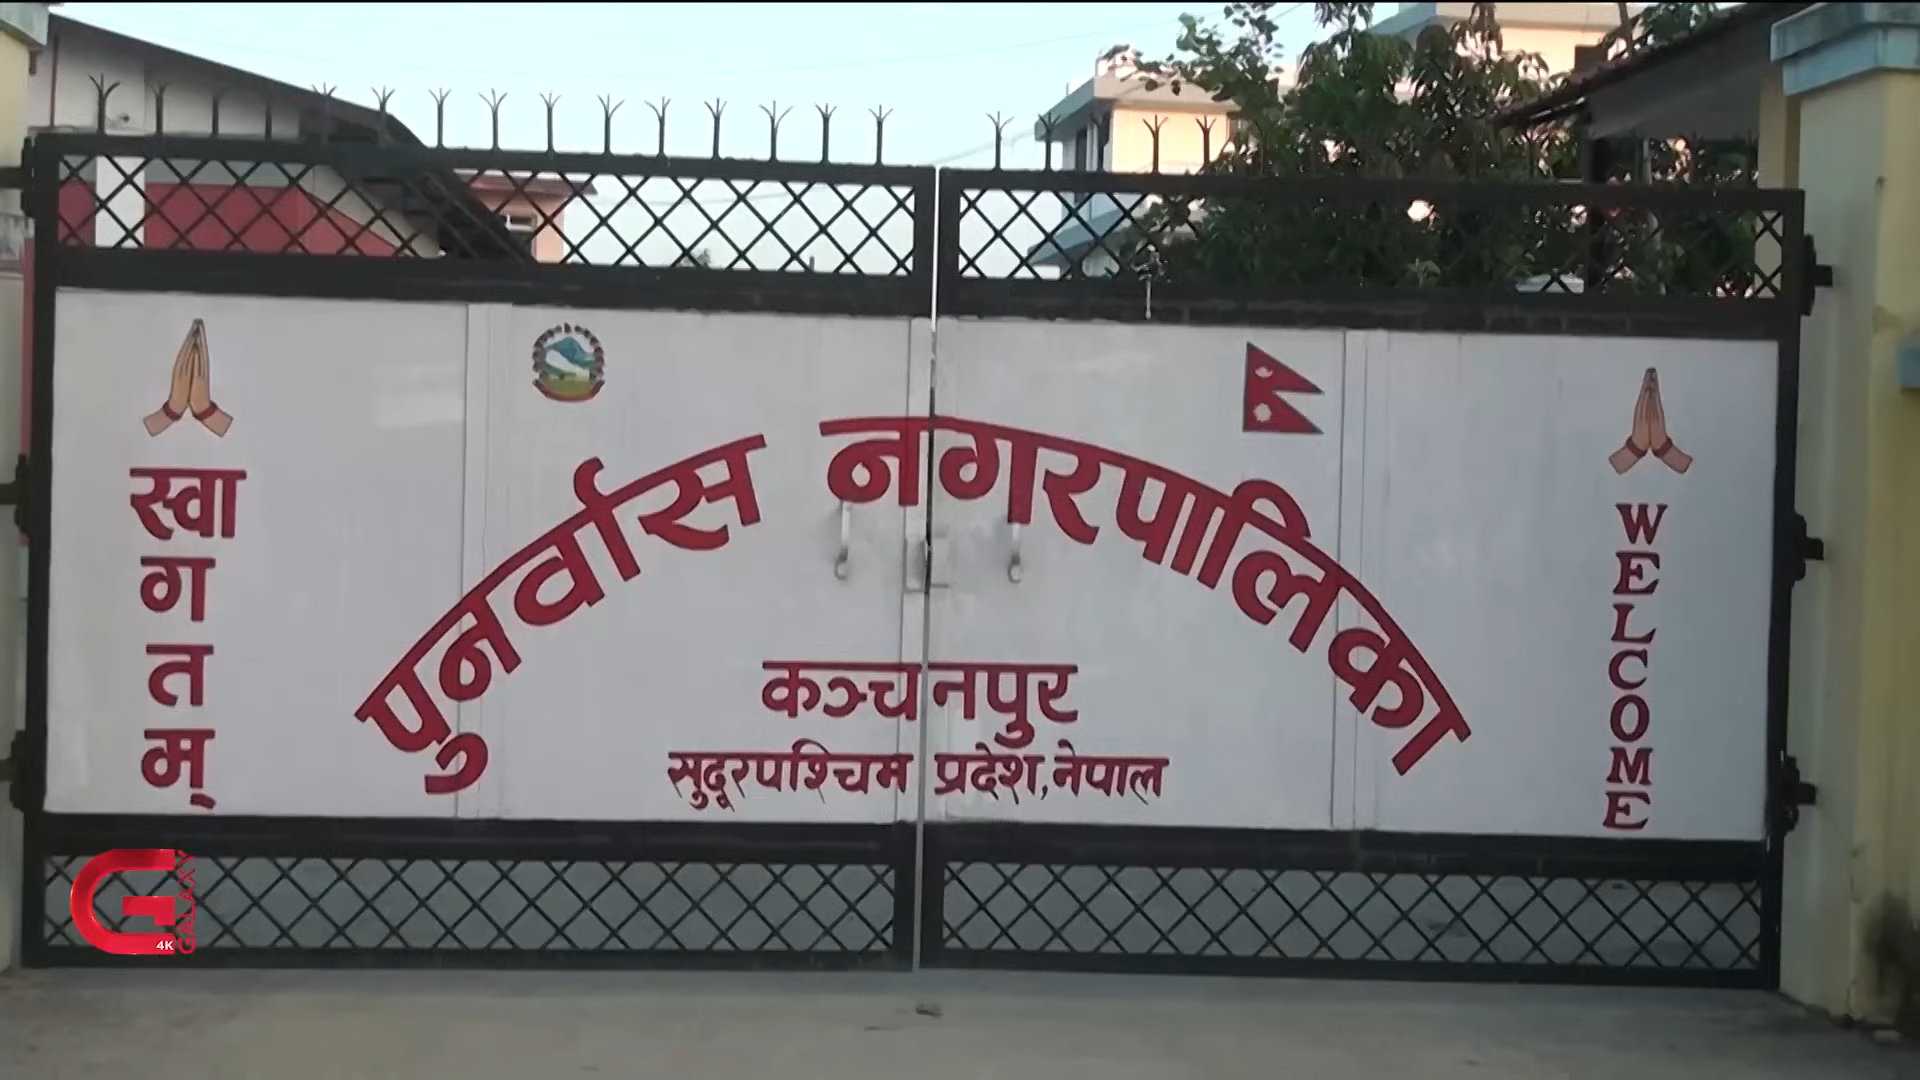 स्वागतम्
पुनर्वास नगरपालिका
कञ्चनपुर
सुदूरपश्चिम प्रदेश, नेपाल
WELCOME
G GALAXY 4K